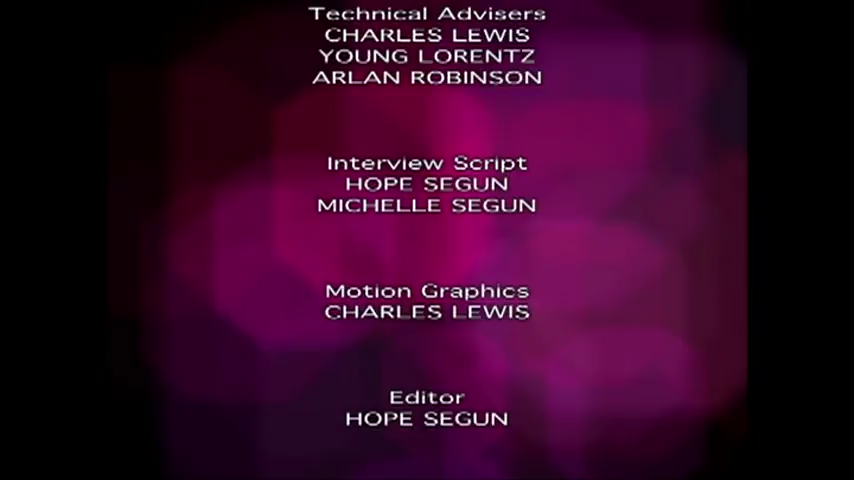 Technical Advisers
CHARLES LEWIS
YOUNG LORENTZ
ARLAN ROBINSON
Interview Script
HOPE SEGUN
MICHELLE SEGUN
Motion Graphics
CHARLES LEWIS
Editor
HOPE SEGUN